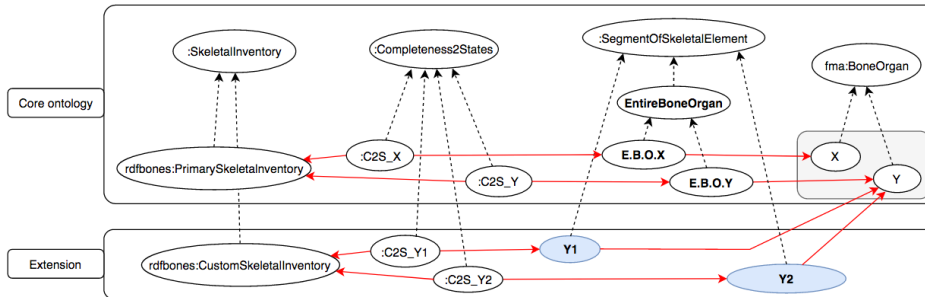 :SkeletalInventory
:Completeness2States
:SegmentOfSkeletalElement
fma:BoneOrgan
Core ontology
EntireBoneOrgan
:C2S_X
E.B.O.X
X
rdfbones:PrimarySkeletalInventory
:C2S_Y
E.B.O.Y
Y
Extension
rdfbones:CustomSkeletalInventory
:C2S_Y1
Y1
:C2S_Y2
Y2